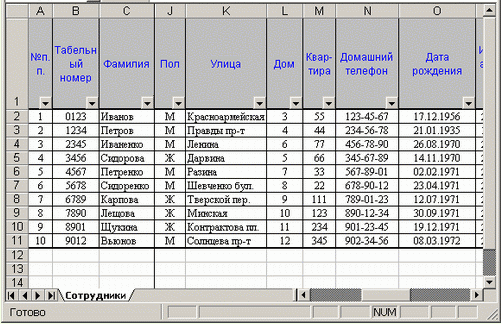 A B C J K L M N O
№п. п. Табельн ый номер Фамилия Пол Улица Дом Квар- тира Домашний телефон Дата рождения
1
2 1 0123 Иванов М Красноармейская 3 55 123-45-67 17.12.1956
3 2 1234 Петров М Правды пр-т 4 44 234-56-78 21.01.1935
4 3 2345 Иваненко М Ленина 6 77 456-78-90 26.08.1970
5 4 3456 Сидорова Ж Дарвина 5 66 345-67-89 14.11.1970
6 5 4567 Петренко М Разина 7 33 567-89-01 02.02.1971
7 6 5678 Сидоренко М Шевченко бул. 8 22 678-90-12 23.04.1971
8 7 6789 Карпова Ж Тверской пер. 9 111 789-01-23 12.07.1971
9 8 7890 Лещова Ж Минская 10 123 890-12-34 30.09.1971
10 9 8901 Щукина Ж Контрактова пл. 11 234 901-23-45 19.12.1971
11 10 9012 Вьюнов М Солнцева пр-т 12 345 902-34-56 08.03.1972
12
13
14
Сотрудники
Готово NUM